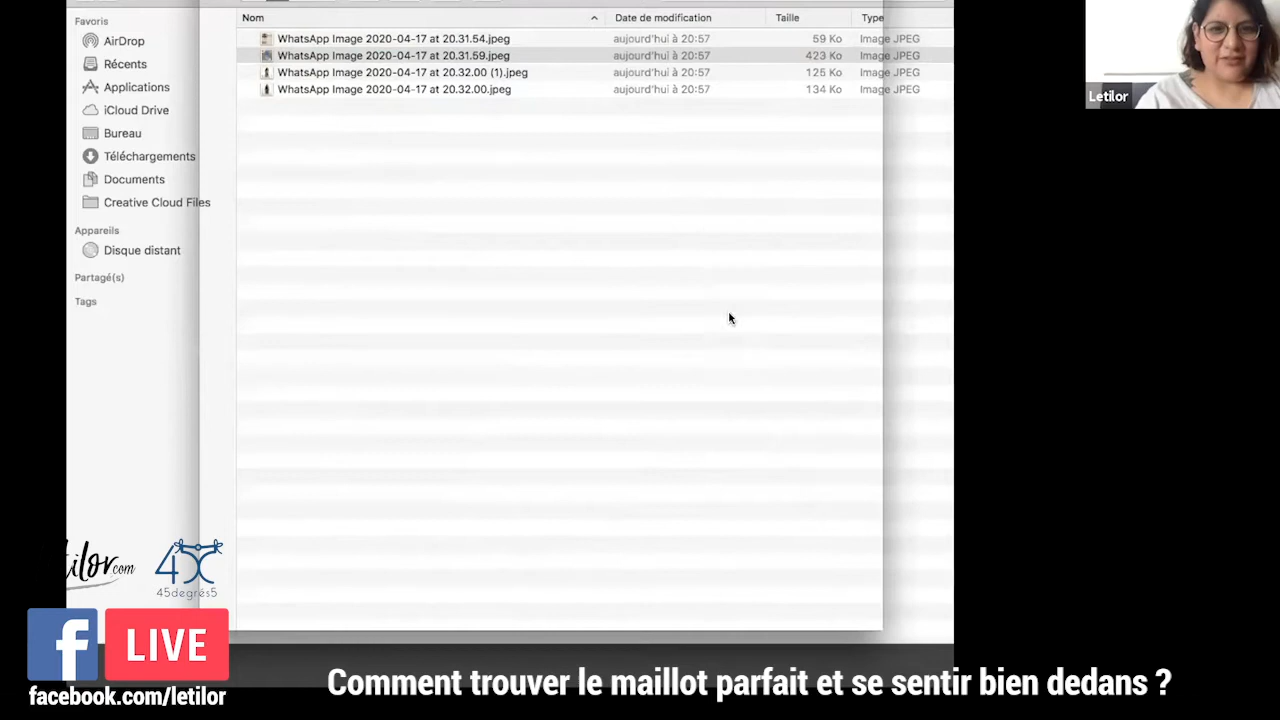 Favoris
AirDrop
Récents
Applications
iCloud Drive
Bureau
Téléchargements
Documents
Creative Cloud Files
Appareils
Disque distant
Partagé(s)
Tags
Nom Date de modification Taille Type
WhatsApp Image 2020-04-17 at 20.31.54.jpeg aujourd'hui à 20:57 59 Ko Image JPEG
WhatsApp Image 2020-04-17 at 20.31.59.jpeg aujourd'hui à 20:57 423 Ko Image JPEG
WhatsApp Image 2020-04-17 at 20.32.00 (1).jpeg aujourd'hui à 20:57 125 Ko Image JPEG
WhatsApp Image 2020-04-17 at 20.32.00.jpeg aujourd'hui à 20:57 134 Ko Image JPEG
Letilor
tilor.com
45degrés5
f LIVE
facebook.com/letilor
Comment trouver le maillot parfait et se sentir bien dedans ?